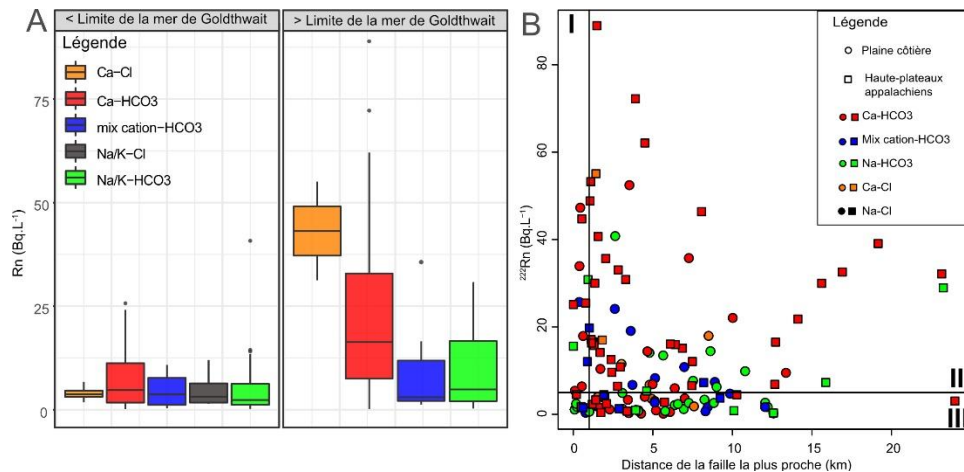 A
< Limite de la mer de Goldthwait
> Limite de la mer de Goldthwait
Légende
Ca-Cl
Ca-HCO3
mix cation-HCO3
Na/K-Cl
Na/K-HCO3
Rn (Bq.L⁻¹)
75
50
25
0
B
I
II
III
Légende
Plaine côtière
Haute-plateaux
appalachiens
Ca-HCO3
Mix cation-HCO3
Na-HCO3
Ca-Cl
Na-Cl
²²²Rn (Bq.L⁻¹)
80
60
40
20
0
0 5 10 15 20
Distance de la faille la plus proche (km)